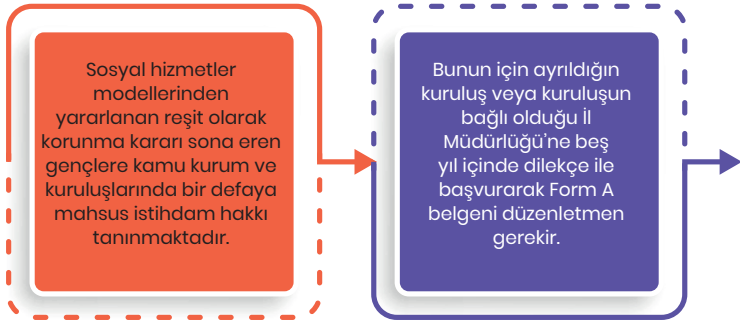 Sosyal hizmetler
modellerinden
yararlanan reşit olarak
korunma kararı sona eren
gençlere kamu kurum ve
kuruluşlarında bir defaya
mahsus istihdam hakkı
tanınmaktadır.
Bunun için ayrıldığın
kuruluş veya kuruluşun
bağlı olduğu İl
Müdürlüğü’ne beş
yıl içinde dilekçe ile
başvurarak Form A
belgeni düzenletmen
gerekir.